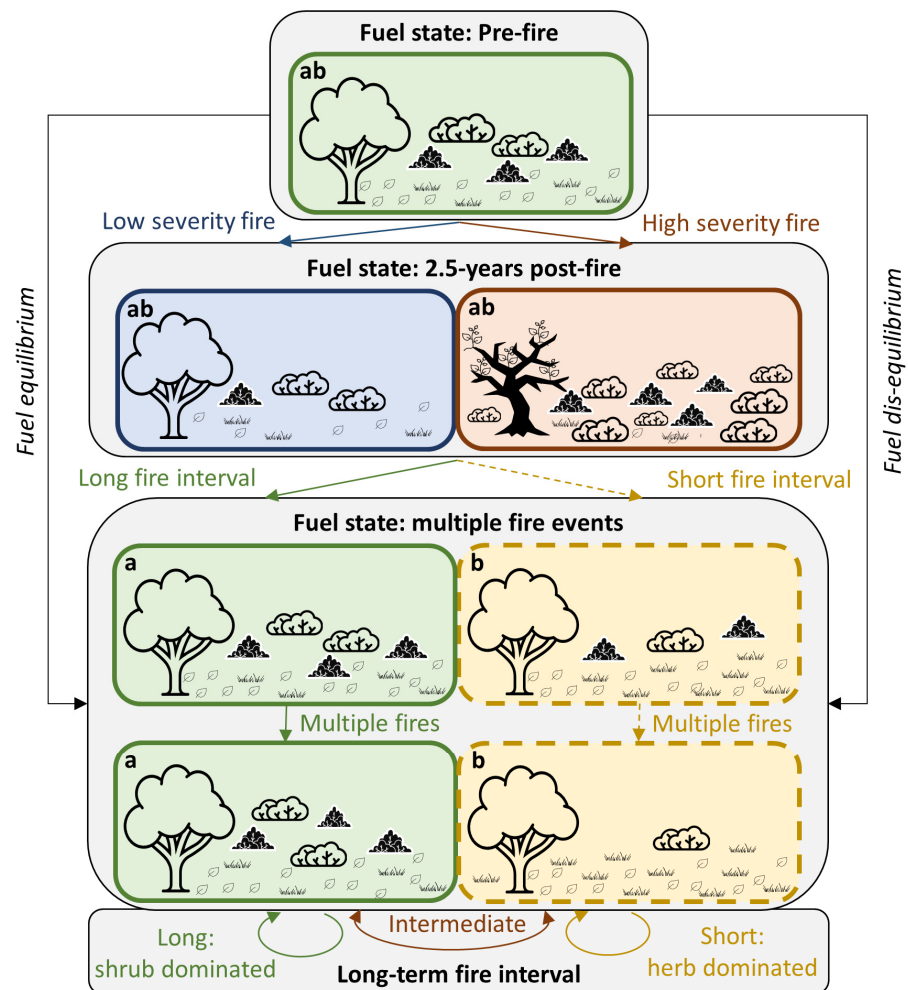 Fuel state: Pre-fire
ab
Low severity fire
High severity fire
Fuel equilibrium
Fuel dis-equilibrium
Fuel state: 2.5-years post-fire
ab
ab
Long fire interval
Short fire interval
Fuel state: multiple fire events
a
b
Multiple fires
Multiple fires
a
b
Long:
shrub dominated
Intermediate
Short:
herb dominated
Long-term fire interval